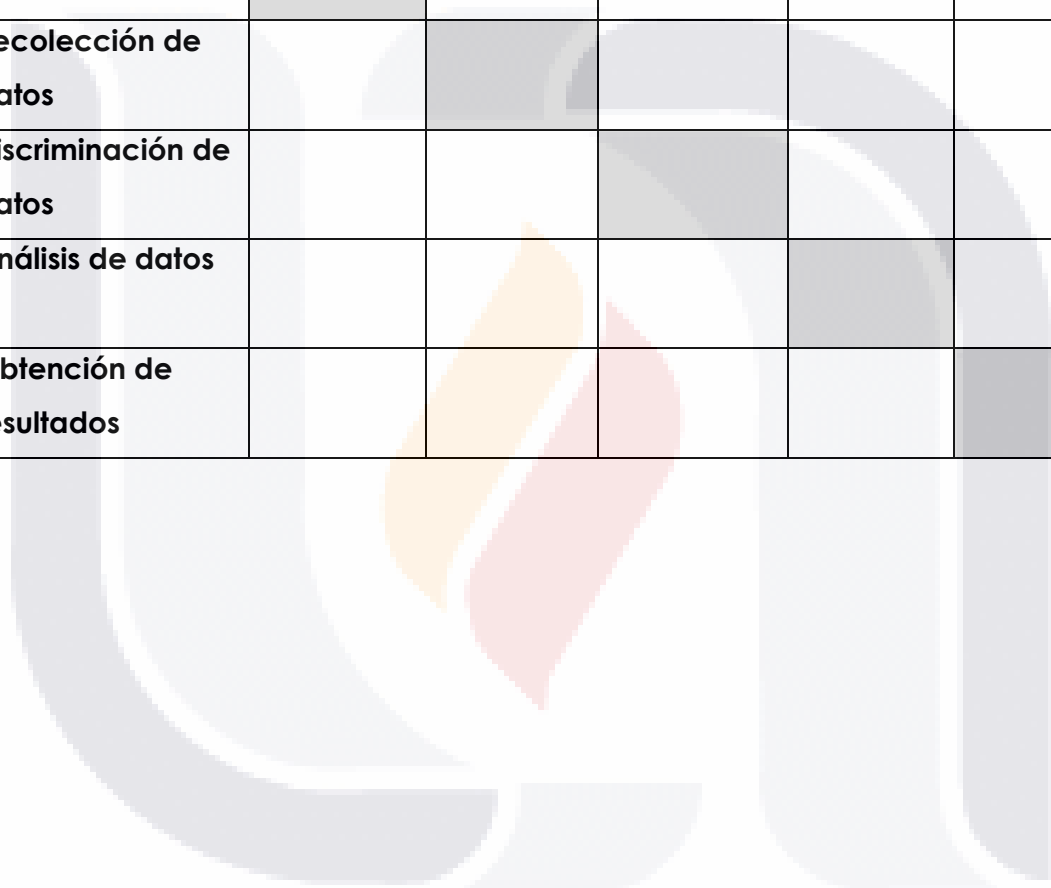 ecolección de
atos
iscriminación de
atos
nálisis de datos
btención de
esultados